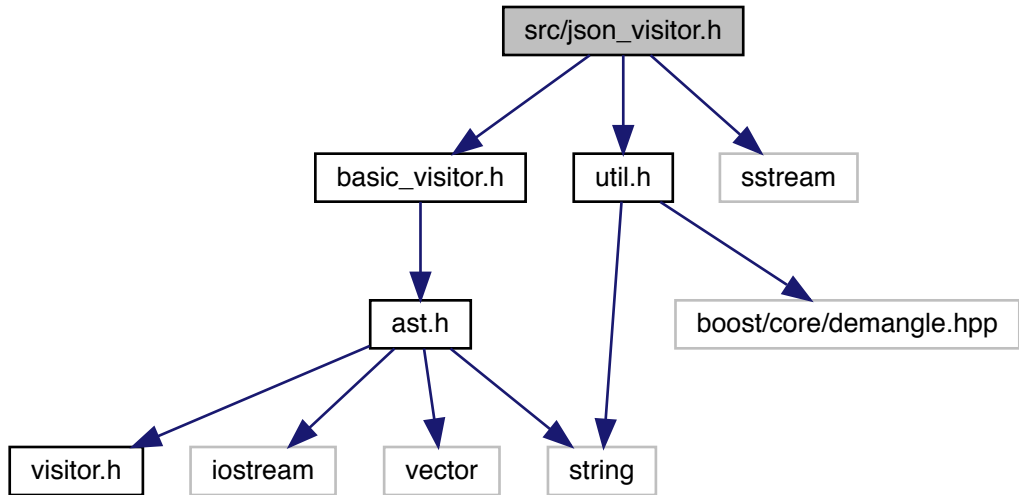 src/json_visitor.h
basic_visitor.h
util.h
sstream
ast.h
boost/core/demangle.hpp
visitor.h
iostream
vector
string